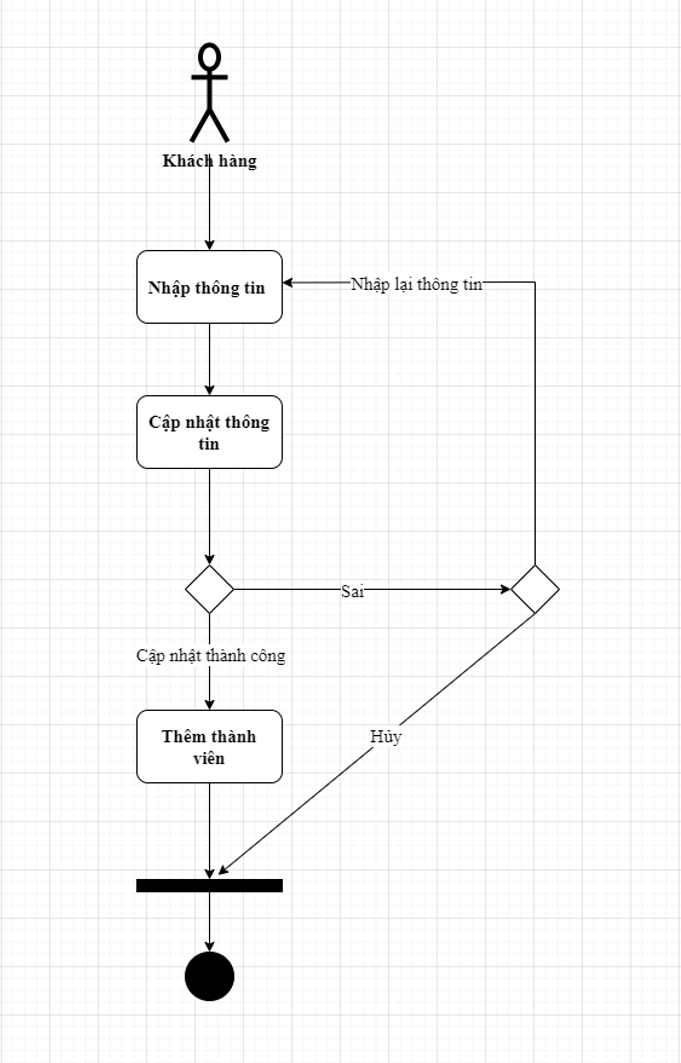 Khách hàng
Nhập thông tin
Nhập lại thông tin
Cập nhật thông
tin
Sai
Cập nhật thành công
Thêm thành
viên
Hủy